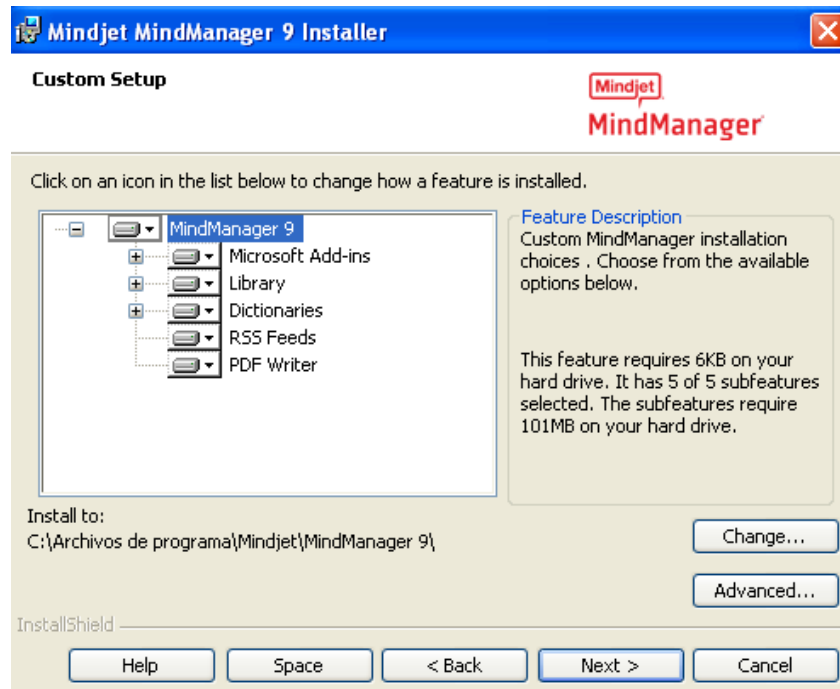 Mindjet MindManager 9 Installer
Custom Setup
Mindjet
MindManager
Click on an icon in the list below to change how a feature is installed.
MindManager 9
Microsoft Add-ins
Library
Dictionaries
RSS Feeds
PDF Writer
Feature Description
Custom MindManager installation
choices . Choose from the available
options below.
This feature requires 6KB on your
hard drive. It has 5 of 5 subfeatures
selected. The subfeatures require
101MB on your hard drive.
Install to:
C:\Archivos de programa\Mindjet\MindManager 9\
Change...
Advanced...
InstallShield
Help
Space
< Back
Next >
Cancel